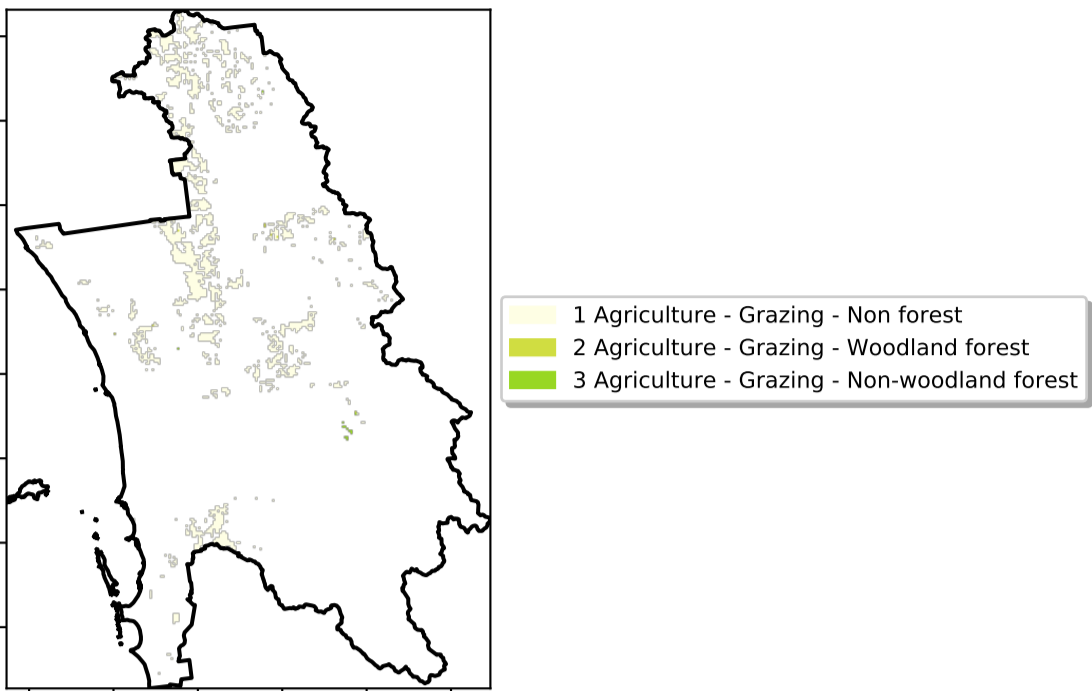 1 Agriculture - Grazing - Non forest
2 Agriculture - Grazing - Woodland forest
3 Agriculture - Grazing - Non-woodland forest